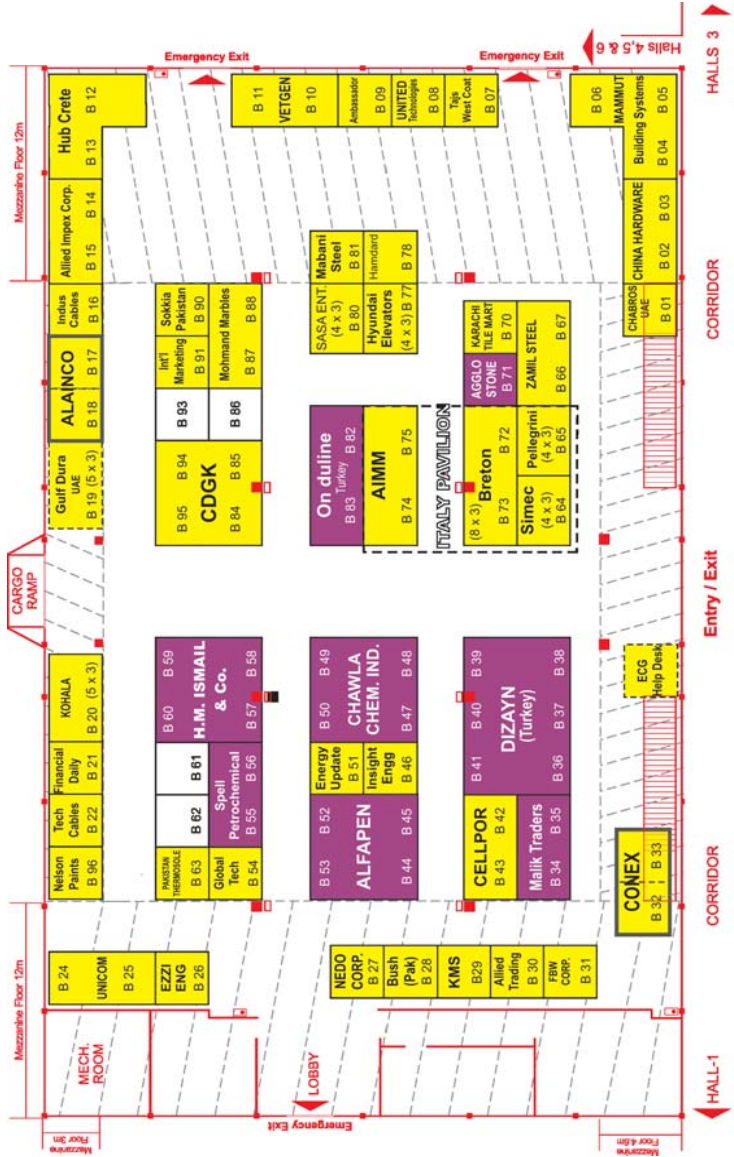 Mezzanine Floor 12m
Emergency Exit
Emergency Exit
Halls 4,5 & 6
HALLS 3
B 12
Hub Crete
B 13
B 11
VETGEN
B 10
Ambassador
B 09
UNITED
Technologies
B 08
Tajs
West Coat
B 07
B 06
MAMMUT
Building Systems
B 05
B 04
Allied Impex Corp.
B 14
B 15
CHINA HARDWARE
B 03
B 02
Indus
Cables
B 16
CHABROS
UAE
B 01
CORRIDOR
ALAINCO
B 17
B 18
Gulf Dura
UAE
B 19 (5 x 3)
CARGO
RAMP
Sokkia
Pakistan
B 90
Int'l
Marketing
B 91
Mohmand Marbles
B 88
B 87
B 93
B 86
B 94
B 95
CDGK
B 85
B 84
Mabani
Steel
B 81
Hamdard
B 78
SASA ENT.
(4 x 3)
B 80
Hyundai
Elevators
(4 x 3) B 77
On duline
Turkey
B 82
B 83
AIMM
B 75
B 74
ITALY PAVILION
KARACHI
TILE MART
B 70
AGGLO
STONE
B 71
ZAMIL STEEL
B 67
B 66
(8 x 3) Breton
B 72
B 73
Pellegrini
(4 x 3)
B 65
Simec
(4 x 3)
B 64
Entry / Exit
KOHALA
B 20 (5 x 3)
Financial
Daily
B 21
Tech
Cables
B 22
Nelson
Paints
B 96
B 59
B 60
H.M. ISMAIL
& Co.
B 58
B 57
B 61
B 62
Spell
Petrochemical
B 56
B 55
PAKISTAN
THERMOSOLE
B 63
Global
Tech
B 54
B 49
B 50
CHAWLA
CHEM. IND.
B 48
B 47
Energy
Update
B 51
Insight
Engg
B 46
B 52
B 53
ALFAPEN
B 45
B 44
B 39
B 40
B 41
DIZAYN
(Turkey)
B 38
B 37
B 36
CELLPOR
B 42
B 43
Malik Traders
B 35
B 34
ECG
Help Desk
CONEX
B 33
B 32
CORRIDOR
Mezzanine Floor 12m
B 24
UNICOM
B 25
EZZI
ENG
B 26
NEDO
CORP.
B 27
Bush
(Pak)
B 28
KMS
B29
Allied
Trading
B 30
FBW
CORP.
B 31
MECH.
ROOM
LOBBY
Emergency Exit
HALL-1
Mezzanine
Floor 3m
Mezzanine
Floor 4.6m